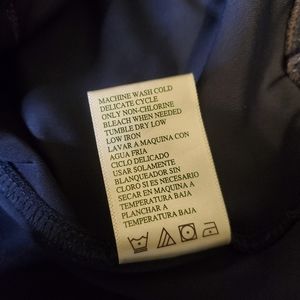 MACHINE WASH COLD
DELICATE CYCLE
ONLY NON-CHLORINE
BLEACH WHEN NEEDED
TUMBLE DRY LOW
LOW IRON
LAVAR A MAQUINA CON
AGUA FRIA
CICLO DELICADO
USAR SOLAMENTE
BLANQUEADOR SIN
CLORO SI ES NECESARIO
SECAR EN MAQUINA A
TEMPERATURA BAJA
PLANCHAR A
TEMPERATURA BAJA